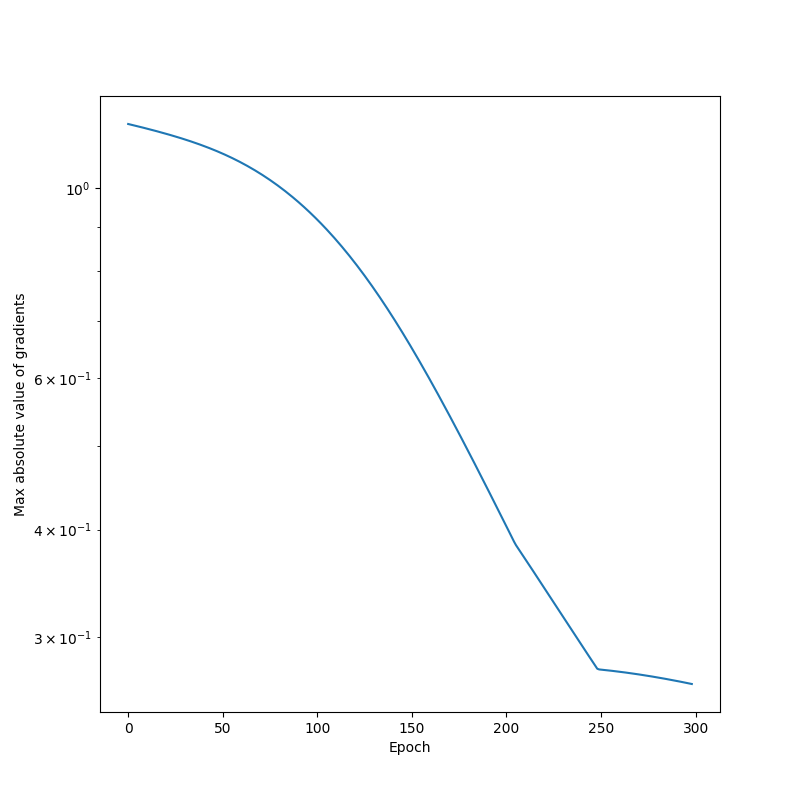 Max absolute value of gradients
10⁰
6 × 10⁻¹
4 × 10⁻¹
3 × 10⁻¹
0 50 100 150 200 250 300
Epoch